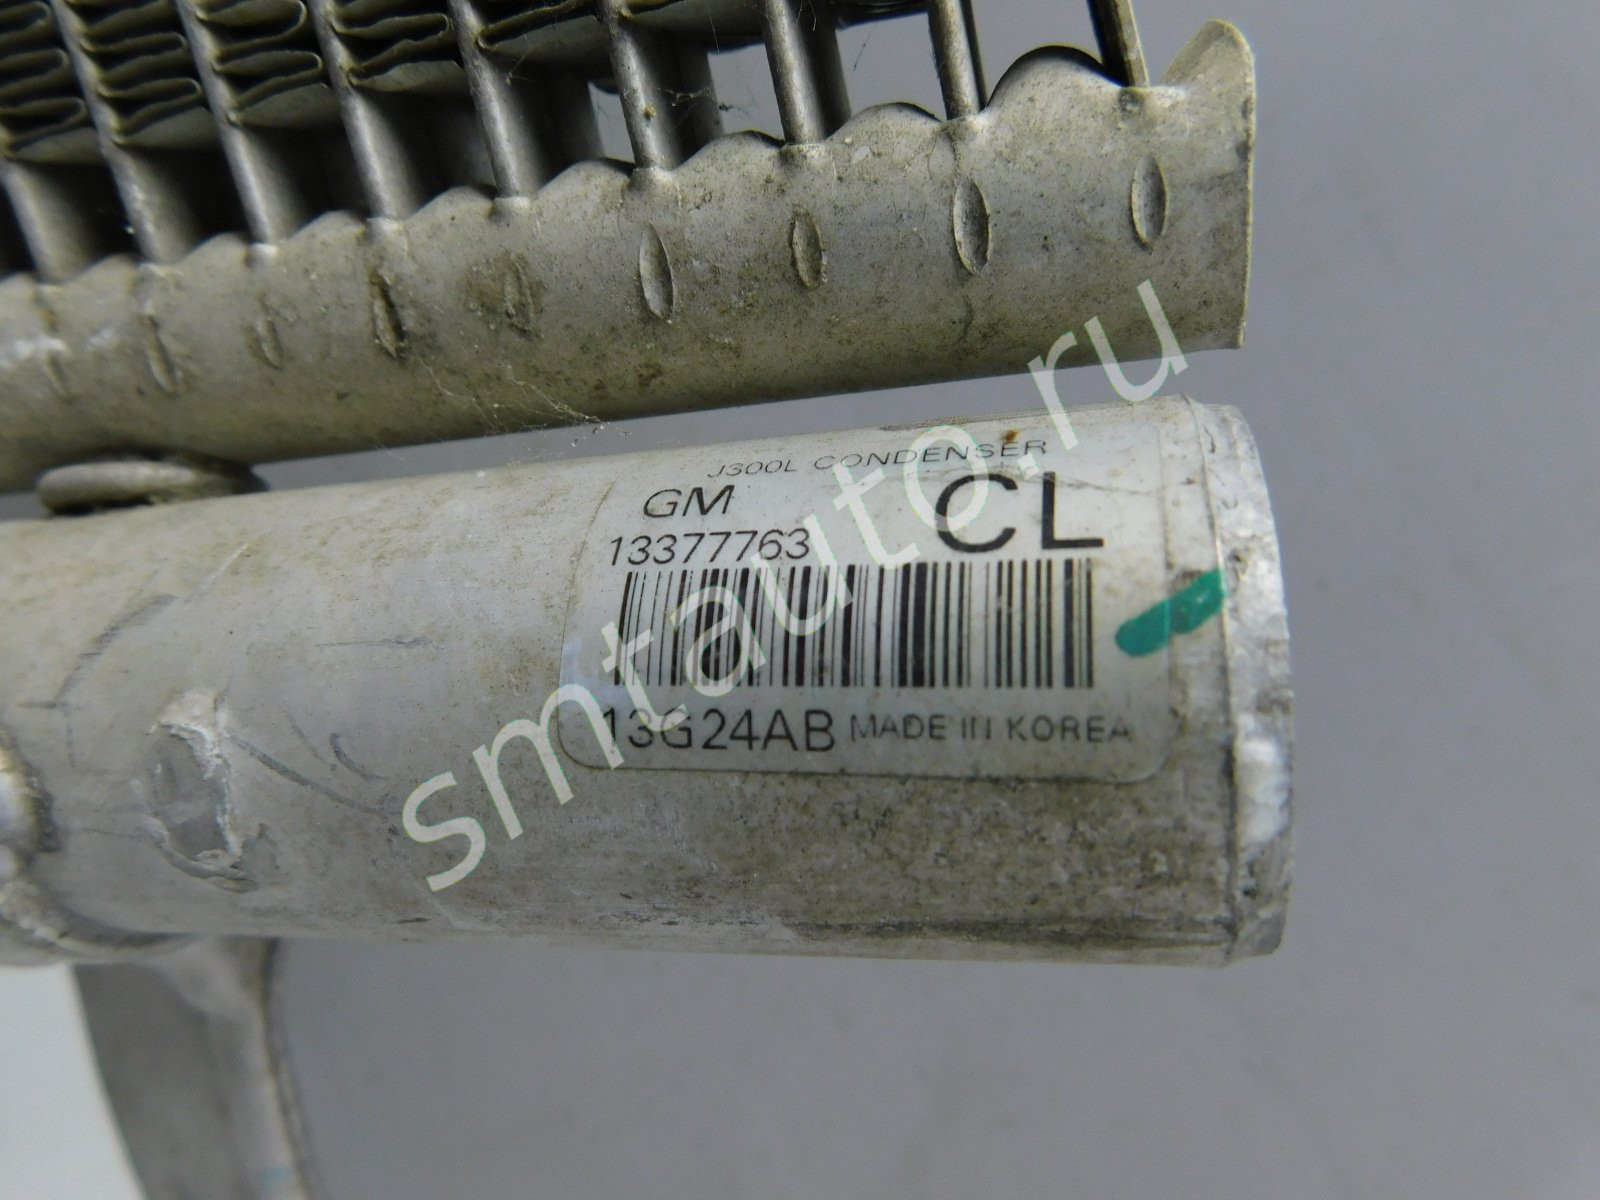 J300L CONDENSER
GM CL
13377763
13G24AB MADE IN KOREA
smtauto.ru